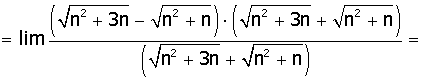 = lim (√(n² + 3n) − √(n² + n)) · (√(n² + 3n) + √(n² + n)) / (√(n² + 3n) + √(n² + n)) =